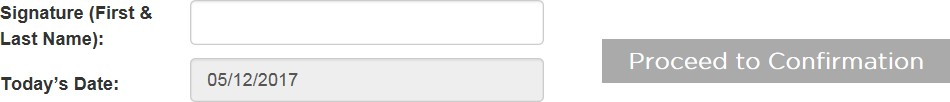 Signature (First &
Last Name):
Today’s Date:
05/12/2017
Proceed to Confirmation